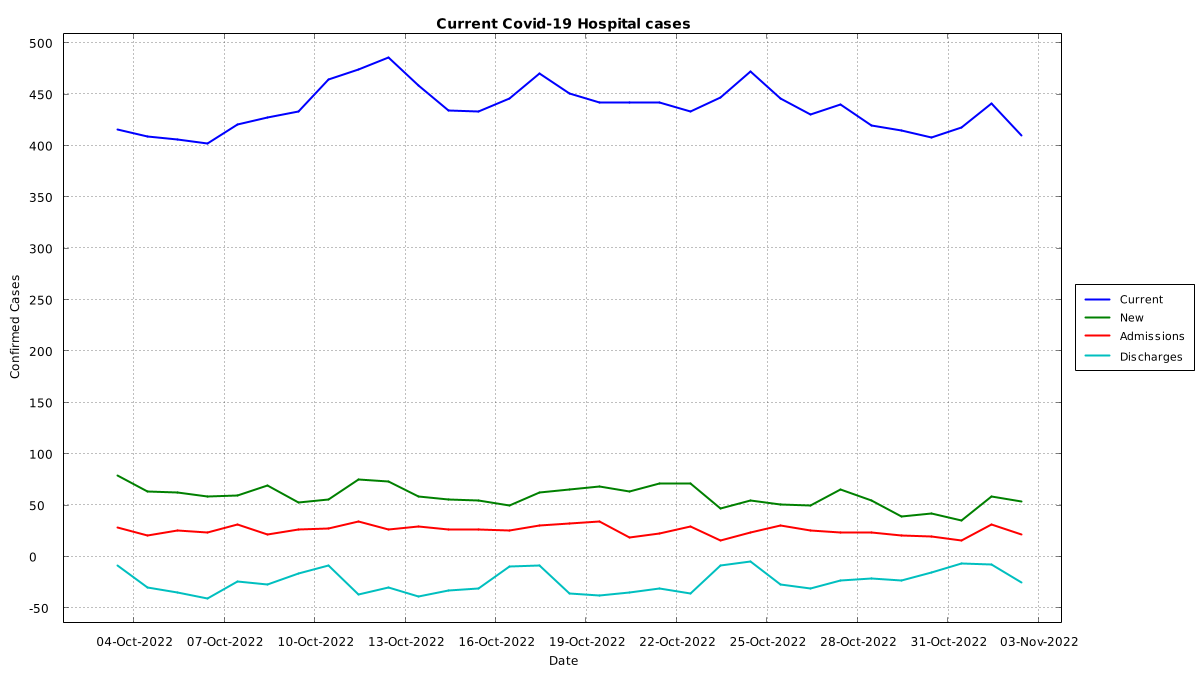 Current Covid-19 Hospital cases
500
450
400
350
300
250
200
150
100
50
0
-50
Confirmed Cases
04-Oct-2022 07-Oct-2022 10-Oct-2022 13-Oct-2022 16-Oct-2022 19-Oct-2022 22-Oct-2022 25-Oct-2022 28-Oct-2022 31-Oct-2022 03-Nov-2022
Date
Current
New
Admissions
Discharges